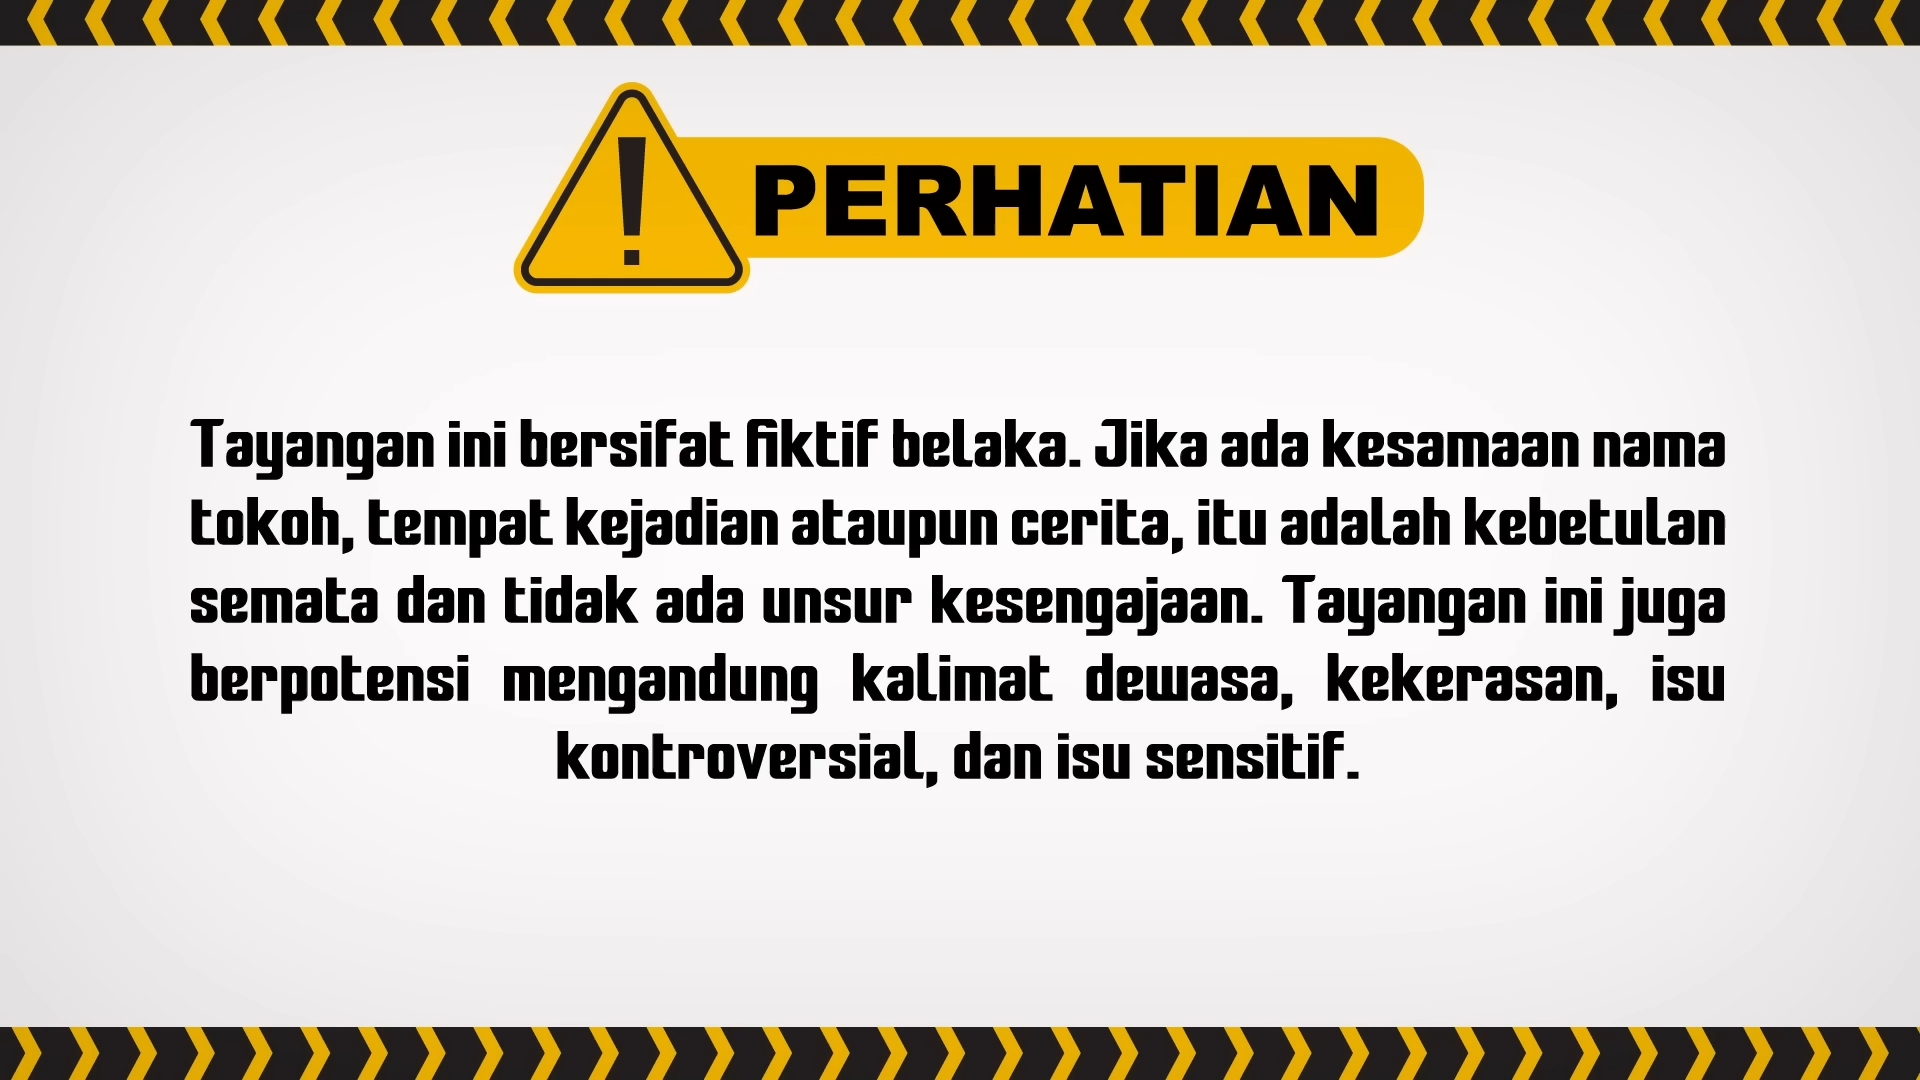 PERHATIAN
Tayangan ini bersifat fiktif belaka. Jika ada kesamaan nama
tokoh, tempat kejadian ataupun cerita, itu adalah kebetulan
semata dan tidak ada unsur kesengajaan. Tayangan ini juga
berpotensi mengandung kalimat dewasa, kekerasan, isu
kontroversial, dan isu sensitif.